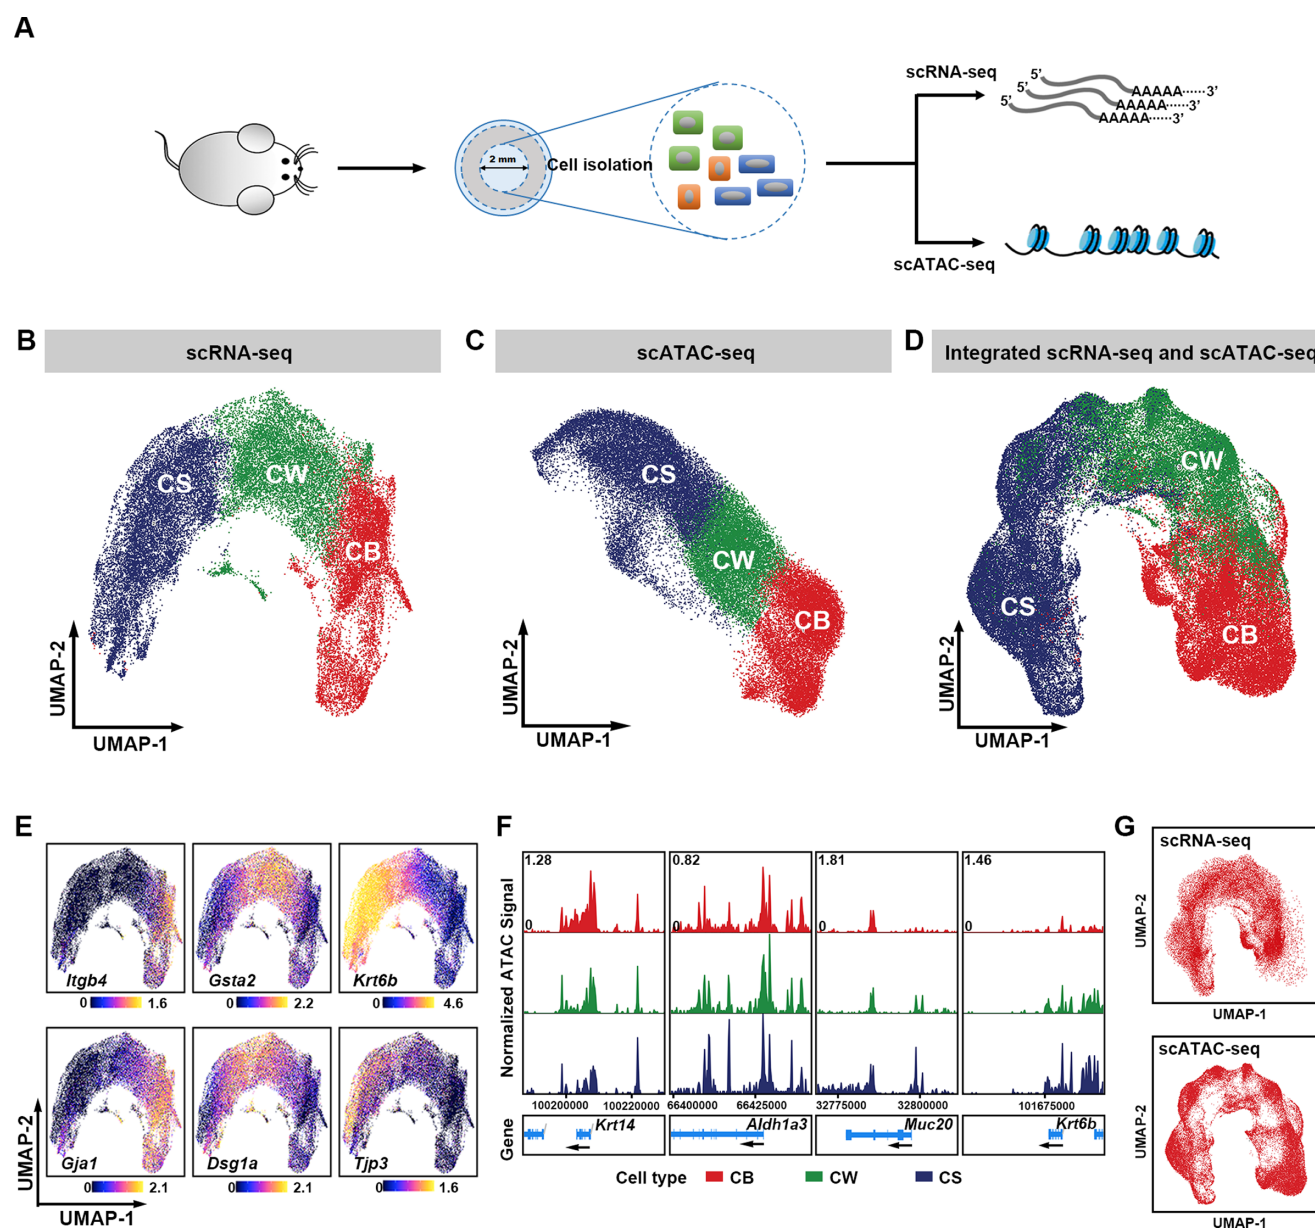 A
scRNA-seq
5'
5'
5'
AAAAA······3'
AAAAA······3'
AAAAA······3'
2 mm
Cell isolation
scATAC-seq
B
scRNA-seq
C
scATAC-seq
D
Integrated scRNA-seq and scATAC-seq
CS
CW
CB
UMAP-2
UMAP-1
CS
CW
CB
UMAP-2
UMAP-1
CW
CS
CB
UMAP-2
UMAP-1
E
Itgb4
0 1.6
Gsta2
0 2.2
Krt6b
0 4.6
Gja1
0 2.1
Dsg1a
0 2.1
Tjp3
0 1.6
UMAP-2
UMAP-1
F
Normalized ATAC Signal
1.28
0
0.82
0
1.81
0
1.46
0
100200000 100220000
66400000 66425000
32775000 32800000
101675000
Gene
Krt14
Aldh1a3
Muc20
Krt6b
Cell type CB CW CS
G
scRNA-seq
UMAP-2
UMAP-1
scATAC-seq
UMAP-2
UMAP-1